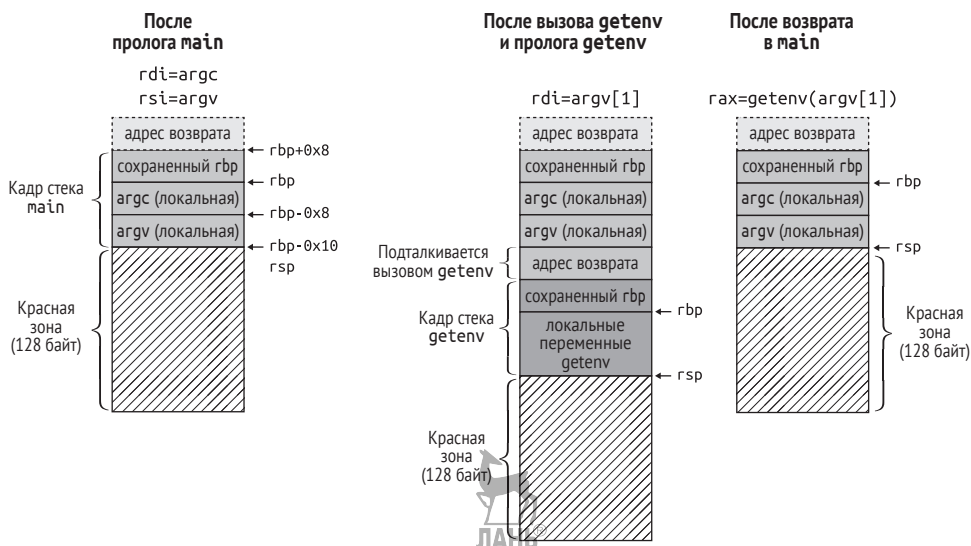 После
пролога main
rdi=argc
rsi=argv
адрес возврата
rbp+0x8
сохраненный rbp
rbp
Кадр стека
main
argc (локальная)
rbp-0x8
argv (локальная)
rbp-0x10
rsp
Красная
зона
(128 байт)
После вызова getenv
и пролога getenv
rdi=argv[1]
адрес возврата
сохраненный rbp
argc (локальная)
argv (локальная)
Подталкивается
вызовом getenv
адрес возврата
сохраненный rbp
rbp
Кадр стека
getenv
локальные
переменные
getenv
rsp
Красная
зона
(128 байт)
ЛАНЬ®
После возврата
в main
rax=getenv(argv[1])
адрес возврата
сохраненный rbp
rbp
argc (локальная)
argv (локальная)
rsp
Красная
зона
(128 байт)